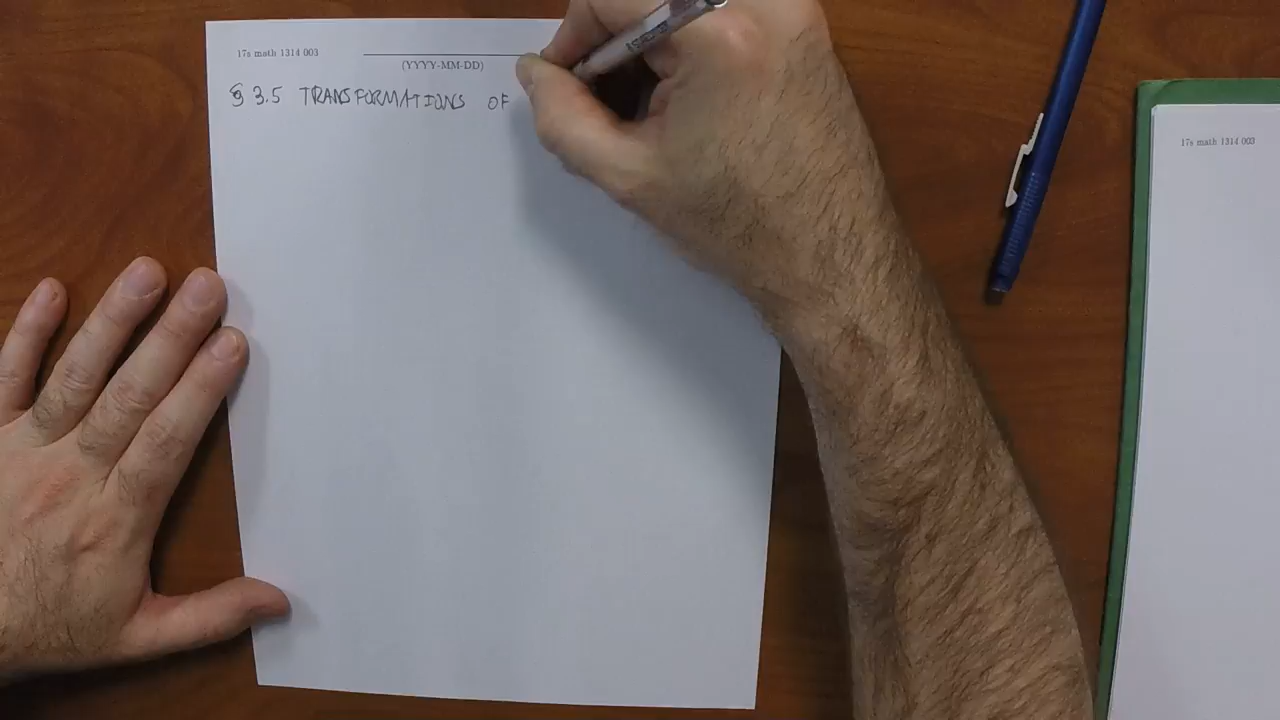 17s math 1314 003
(YYYY-MM-DD)
§ 3.5 TRANSFORMATIONS OF
17s math 1314 003